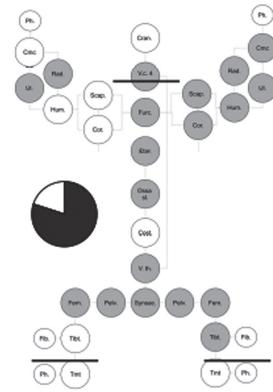 Ph.
Ph.
Cran.
Cmc.
Cmc.
Rad.
V.c. 4
Rad.
Ul.
Scap.
Scap.
Ul.
Hum.
Furc.
Hum.
Cor.
Cor.
Ster.
Ossa
st.
Cost.
V. th.
Fem.
Pelv.
Synsac.
Pelv.
Fem.
Fib.
Tibt.
Tibt.
Fib.
Ph.
Tmt
Tmt
Ph.